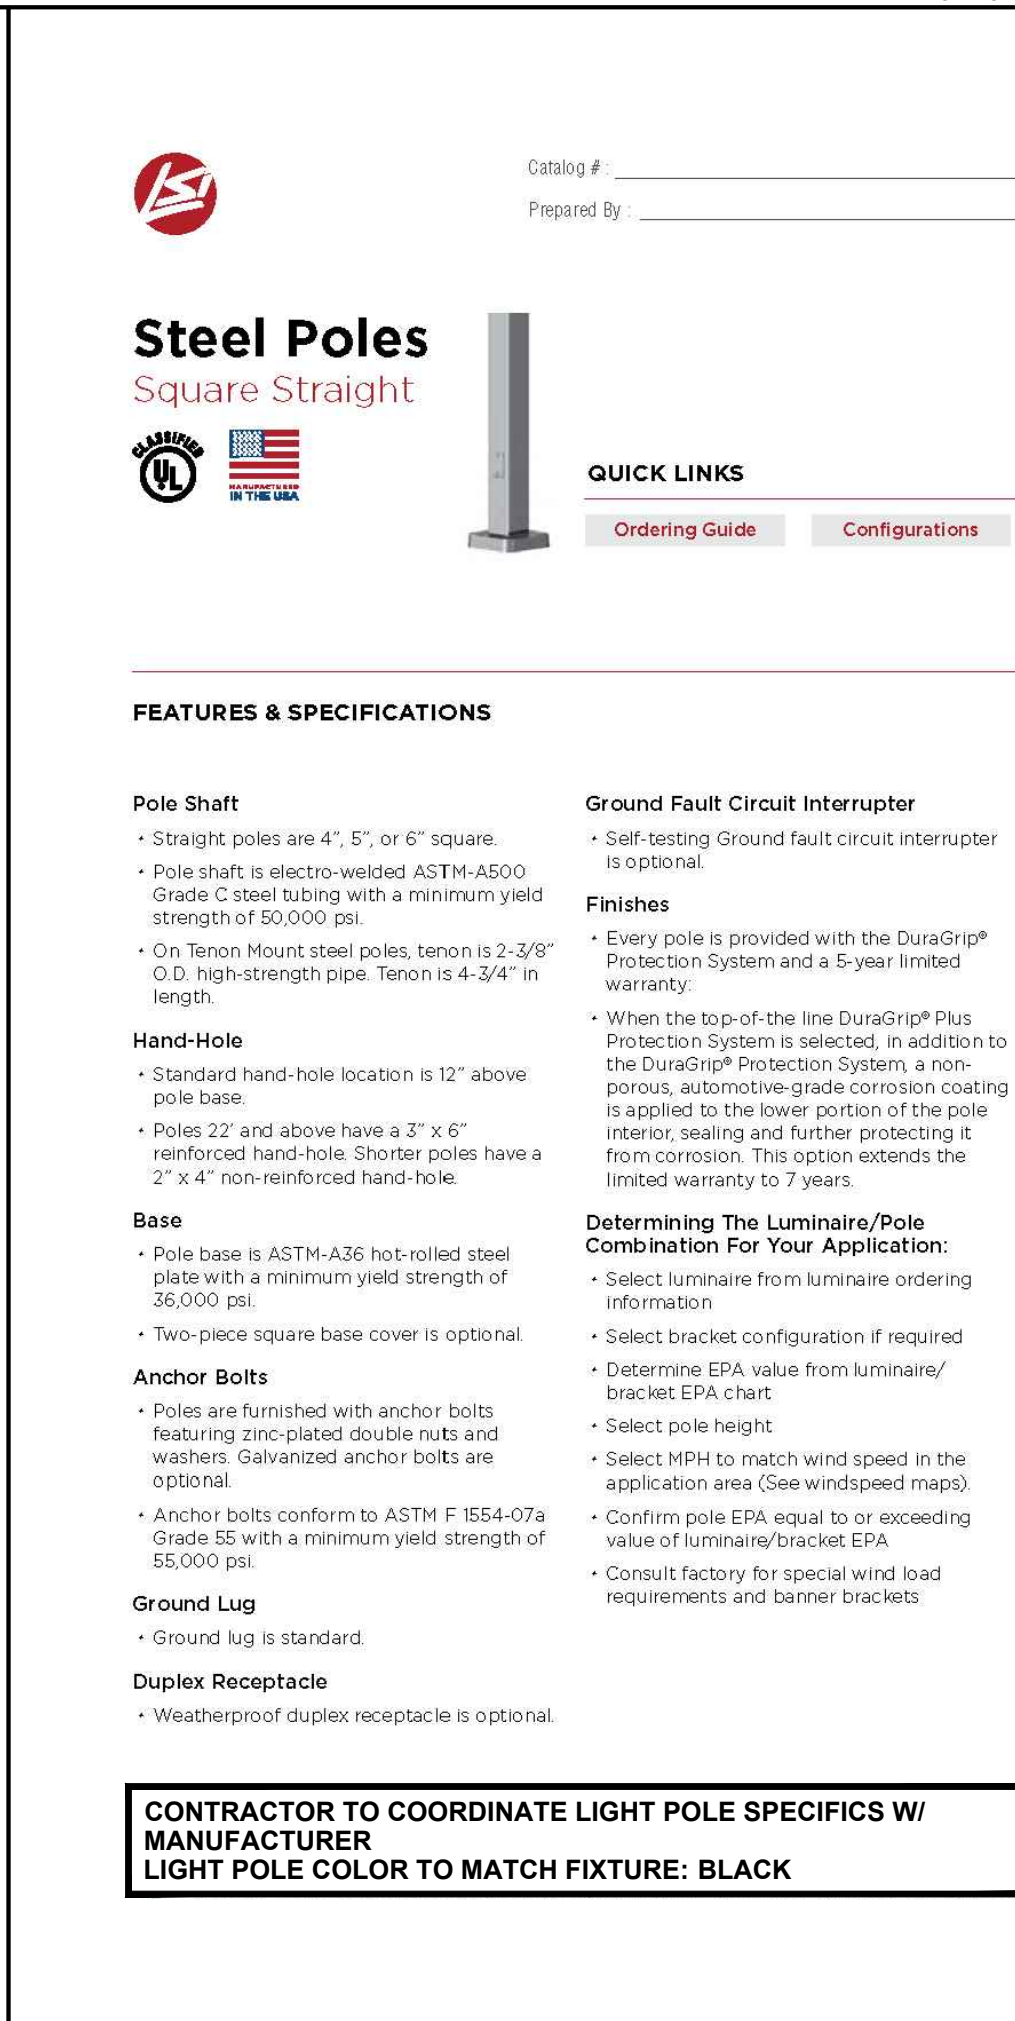 LSI
Catalog # :
Prepared By :
Steel Poles
Square Straight
CLASSIFIED
UL
MANUFACTURED
IN THE USA
QUICK LINKS
Ordering Guide
Configurations
FEATURES & SPECIFICATIONS
Pole Shaft
• Straight poles are 4", 5", or 6" square.
• Pole shaft is electro-welded ASTM-A500
Grade C steel tubing with a minimum yield
strength of 50,000 psi.
• On Tenon Mount steel poles, tenon is 2-3/8"
O.D. high-strength pipe. Tenon is 4-3/4" in
length.
Hand-Hole
• Standard hand-hole location is 12" above
pole base.
• Poles 22' and above have a 3" x 6"
reinforced hand-hole. Shorter poles have a
2" x 4" non-reinforced hand-hole.
Base
• Pole base is ASTM-A36 hot-rolled steel
plate with a minimum yield strength of
36,000 psi.
• Two-piece square base cover is optional.
Anchor Bolts
• Poles are furnished with anchor bolts
featuring zinc-plated double nuts and
washers. Galvanized anchor bolts are
optional.
• Anchor bolts conform to ASTM F 1554-07a
Grade 55 with a minimum yield strength of
55,000 psi.
Ground Lug
• Ground lug is standard.
Duplex Receptacle
• Weatherproof duplex receptacle is optional.
Ground Fault Circuit Interrupter
• Self-testing Ground fault circuit interrupter
is optional.
Finishes
• Every pole is provided with the DuraGrip®
Protection System and a 5-year limited
warranty:
• When the top-of-the line DuraGrip® Plus
Protection System is selected, in addition to
the DuraGrip® Protection System, a non-
porous, automotive-grade corrosion coating
is applied to the lower portion of the pole
interior, sealing and further protecting it
from corrosion. This option extends the
limited warranty to 7 years.
Determining The Luminaire/Pole
Combination For Your Application:
• Select luminaire from luminaire ordering
information
• Select bracket configuration if required
• Determine EPA value from luminaire/
bracket EPA chart
• Select pole height
• Select MPH to match wind speed in the
application area (See windspeed maps).
• Confirm pole EPA equal to or exceeding
value of luminaire/bracket EPA
• Consult factory for special wind load
requirements and banner brackets
CONTRACTOR TO COORDINATE LIGHT POLE SPECIFICS W/
MANUFACTURER
LIGHT POLE COLOR TO MATCH FIXTURE: BLACK